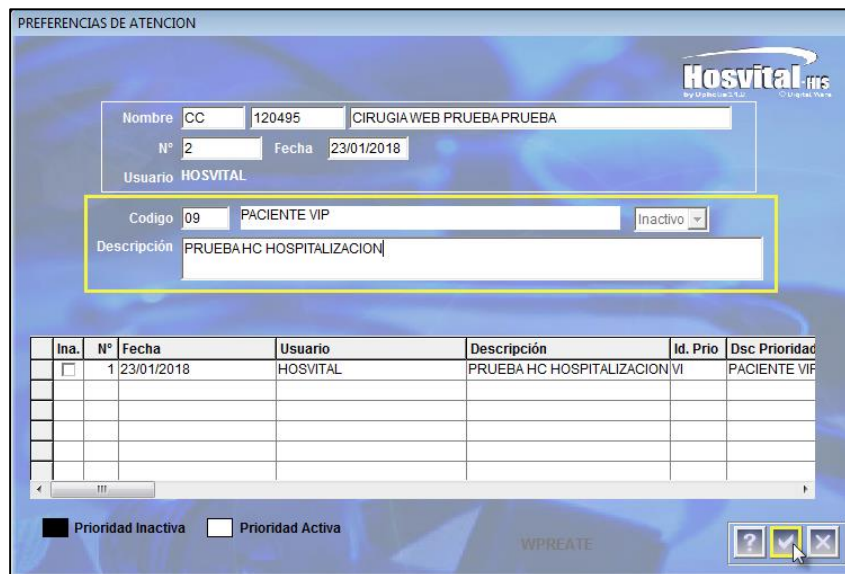 PREFERENCIAS DE ATENCION
Hosvital-HIS
Nombre CC 120495 CIRUGIA WEB PRUEBA PRUEBA
N° 2 Fecha 23/01/2018
Usuario HOSVITAL
Codigo 09 PACIENTE VIP Inactivo
Descripción PRUEBA HC HOSPITALIZACION
Ina. N° Fecha Usuario Descripción Id. Prio Dsc Prioridad
1 23/01/2018 HOSVITAL PRUEBA HC HOSPITALIZACION VI PACIENTE VIP
Prioridad Inactiva Prioridad Activa
WPREATE
?